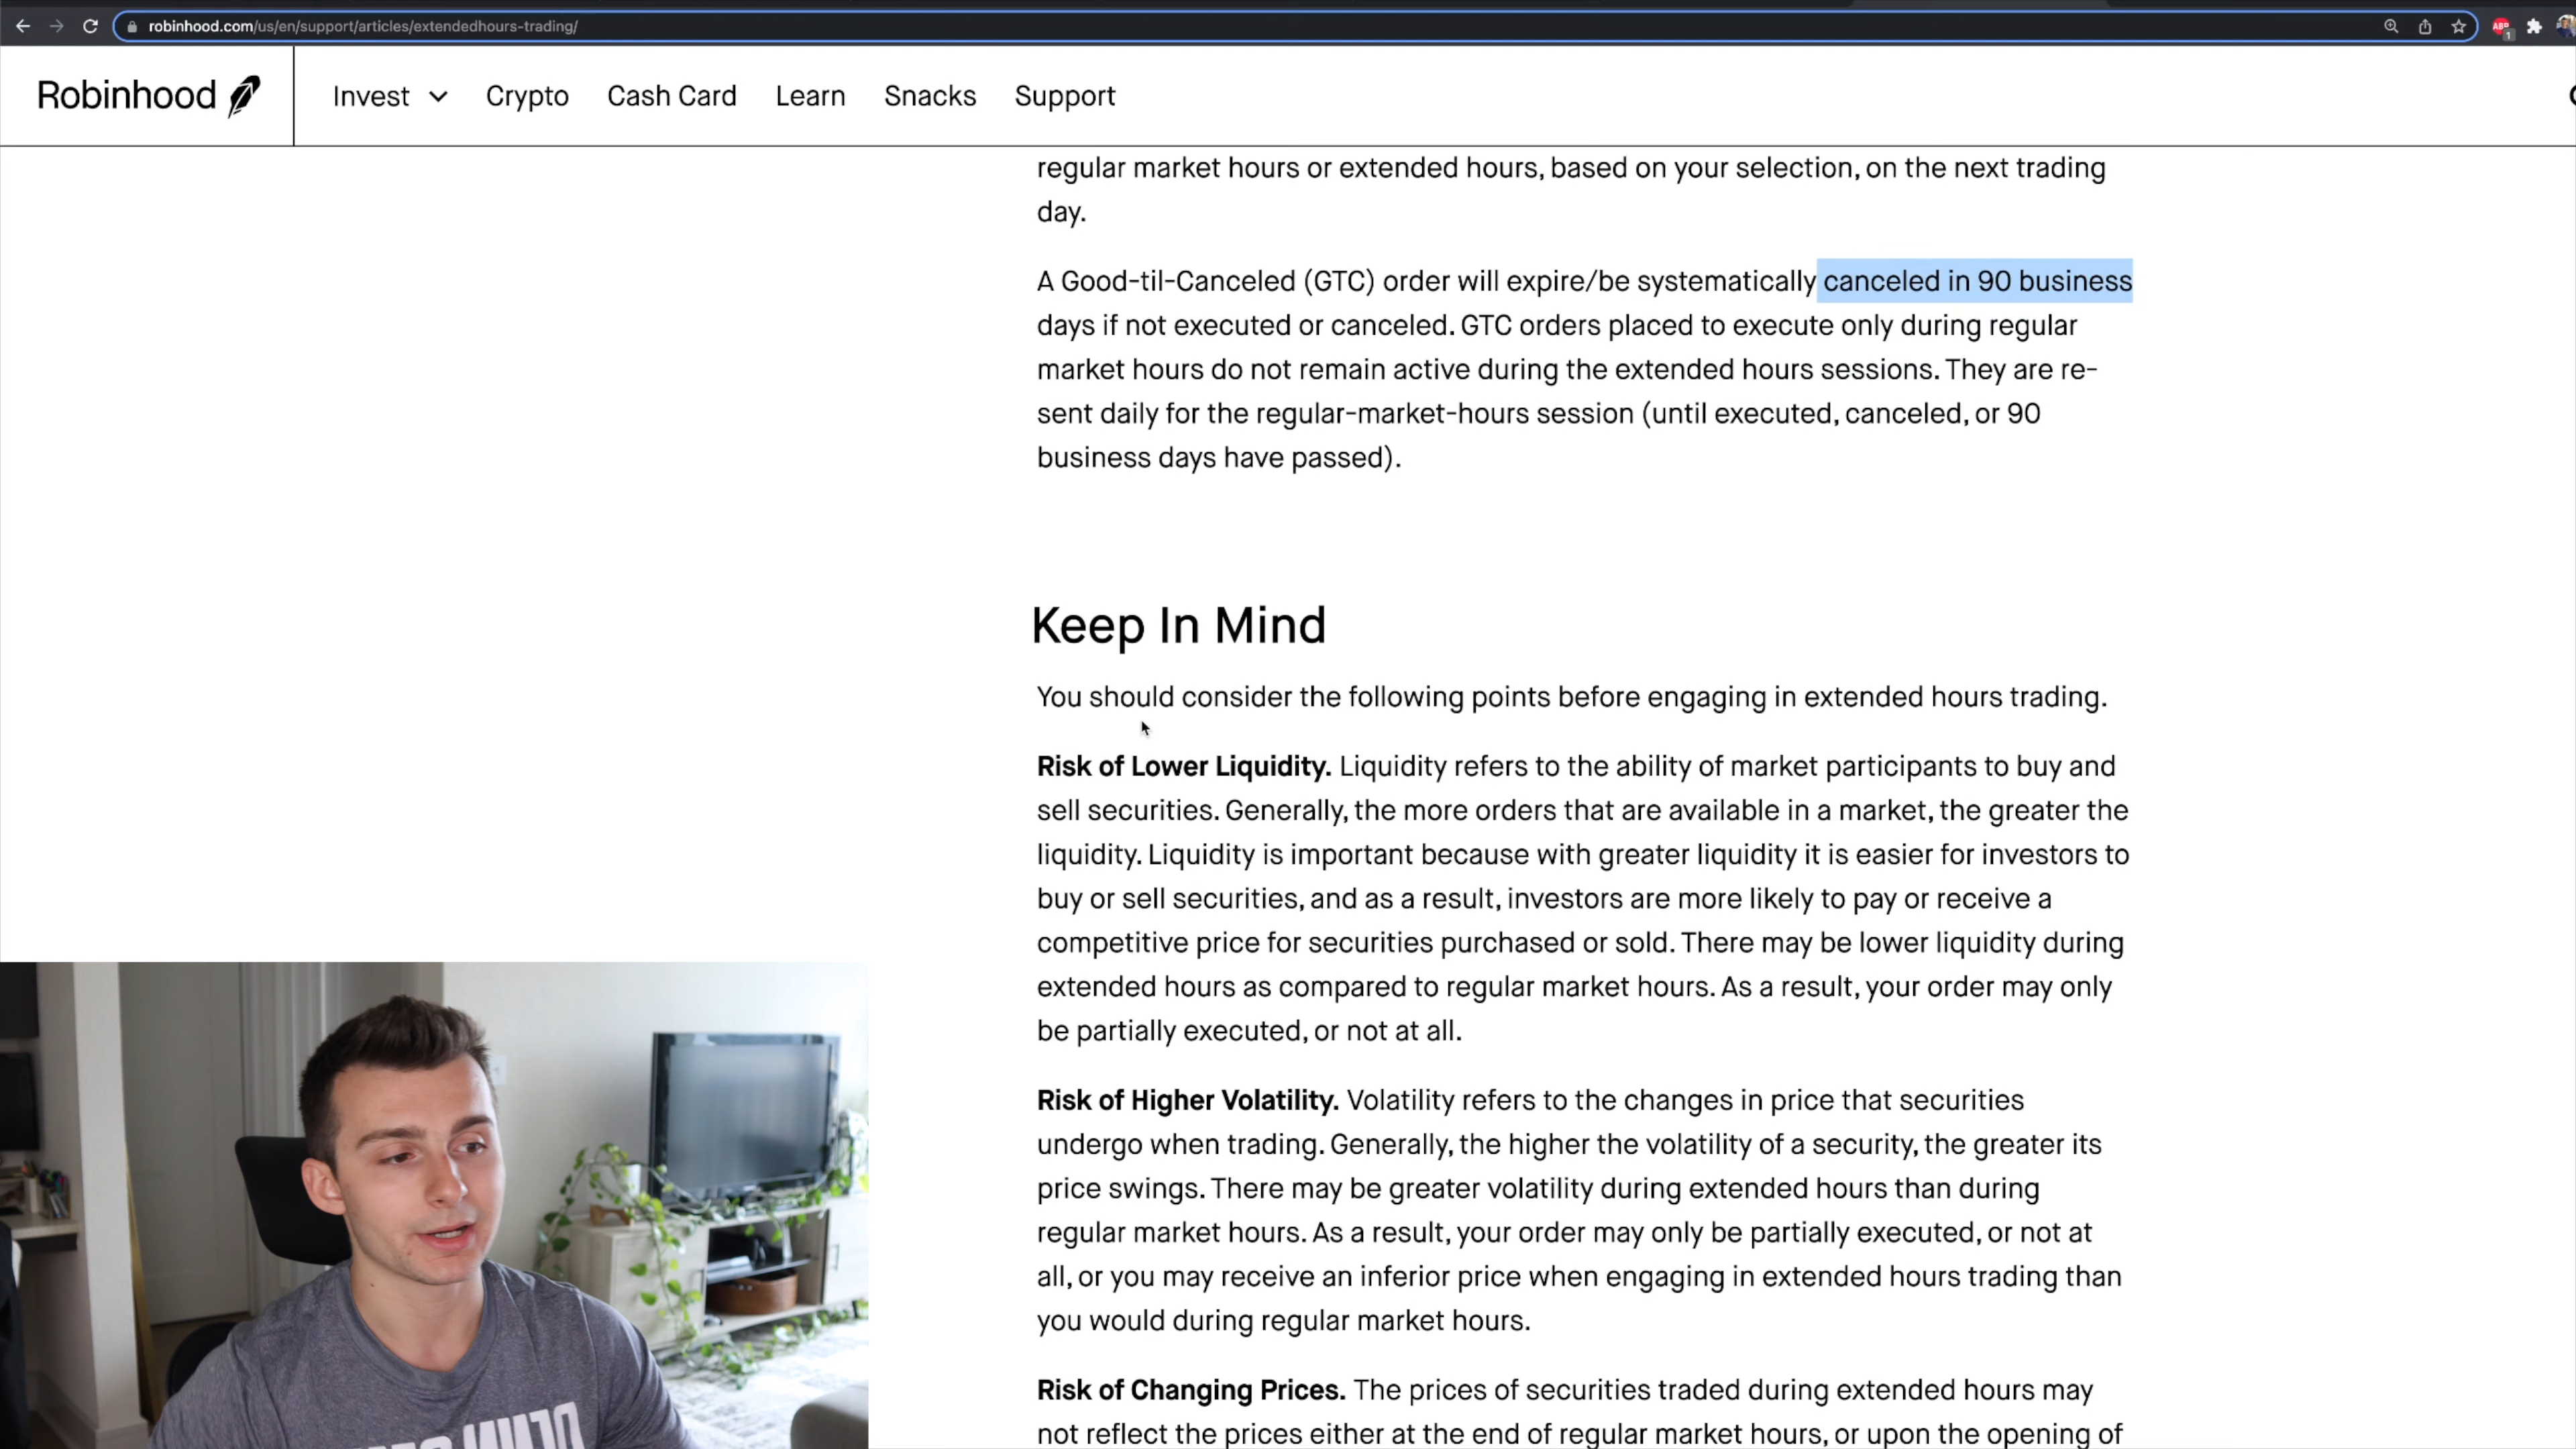 robinhood.com/us/en/support/articles/extendedhours-trading/
ABP
1
Robinhood
Invest
Crypto
Cash Card
Learn
Snacks
Support
regular market hours or extended hours, based on your selection, on the next trading
day.
A Good-til-Canceled (GTC) order will expire/be systematically canceled in 90 business
days if not executed or canceled. GTC orders placed to execute only during regular
market hours do not remain active during the extended hours sessions. They are re-
sent daily for the regular-market-hours session (until executed, canceled, or 90
business days have passed).
Keep In Mind
You should consider the following points before engaging in extended hours trading.
Risk of Lower Liquidity. Liquidity refers to the ability of market participants to buy and
sell securities. Generally, the more orders that are available in a market, the greater the
liquidity. Liquidity is important because with greater liquidity it is easier for investors to
buy or sell securities, and as a result, investors are more likely to pay or receive a
competitive price for securities purchased or sold. There may be lower liquidity during
extended hours as compared to regular market hours. As a result, your order may only
be partially executed, or not at all.
Risk of Higher Volatility. Volatility refers to the changes in price that securities
undergo when trading. Generally, the higher the volatility of a security, the greater its
price swings. There may be greater volatility during extended hours than during
regular market hours. As a result, your order may only be partially executed, or not at
all, or you may receive an inferior price when engaging in extended hours trading than
you would during regular market hours.
Risk of Changing Prices. The prices of securities traded during extended hours may
not reflect the prices either at the end of regular market hours, or upon the opening of